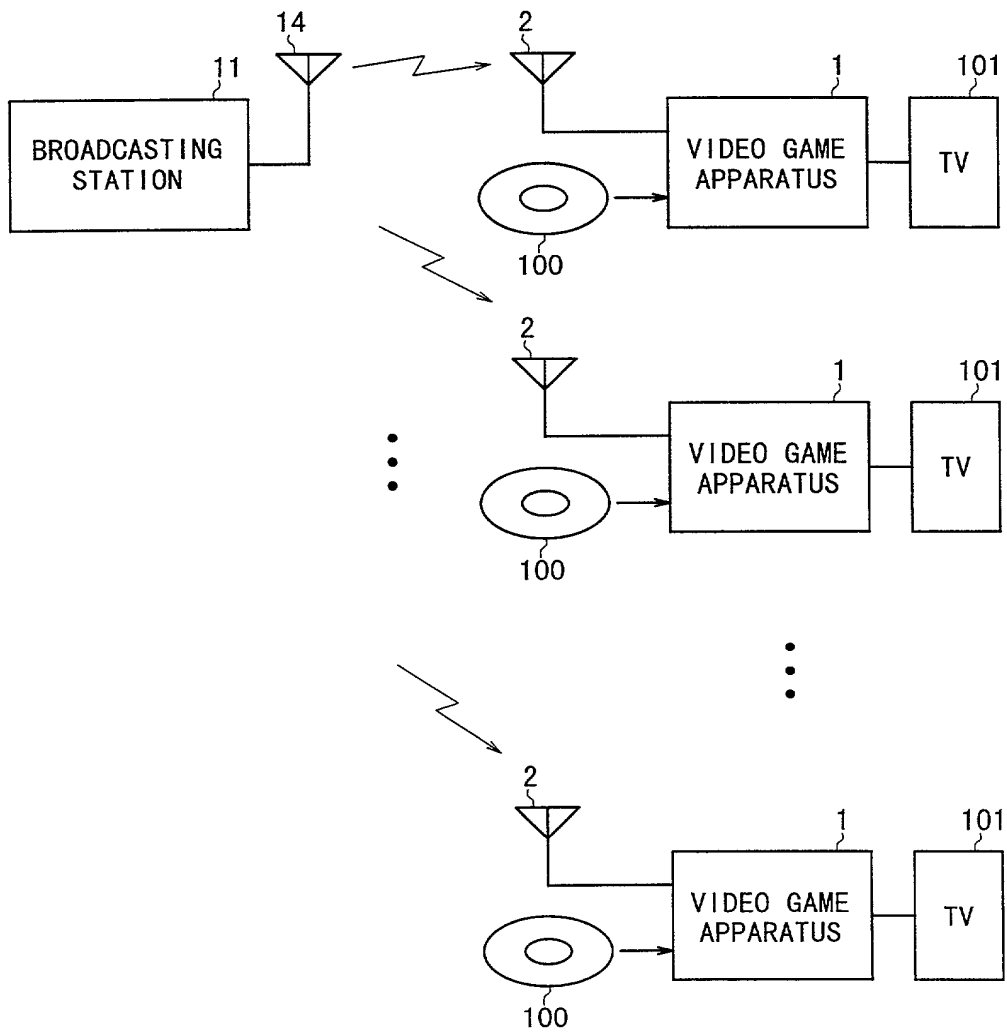 14
2
11
1
101
BROADCASTING
STATION
VIDEO GAME
APPARATUS
TV
100
2
1
101
VIDEO GAME
APPARATUS
TV
100
2
1
101
VIDEO GAME
APPARATUS
TV
100